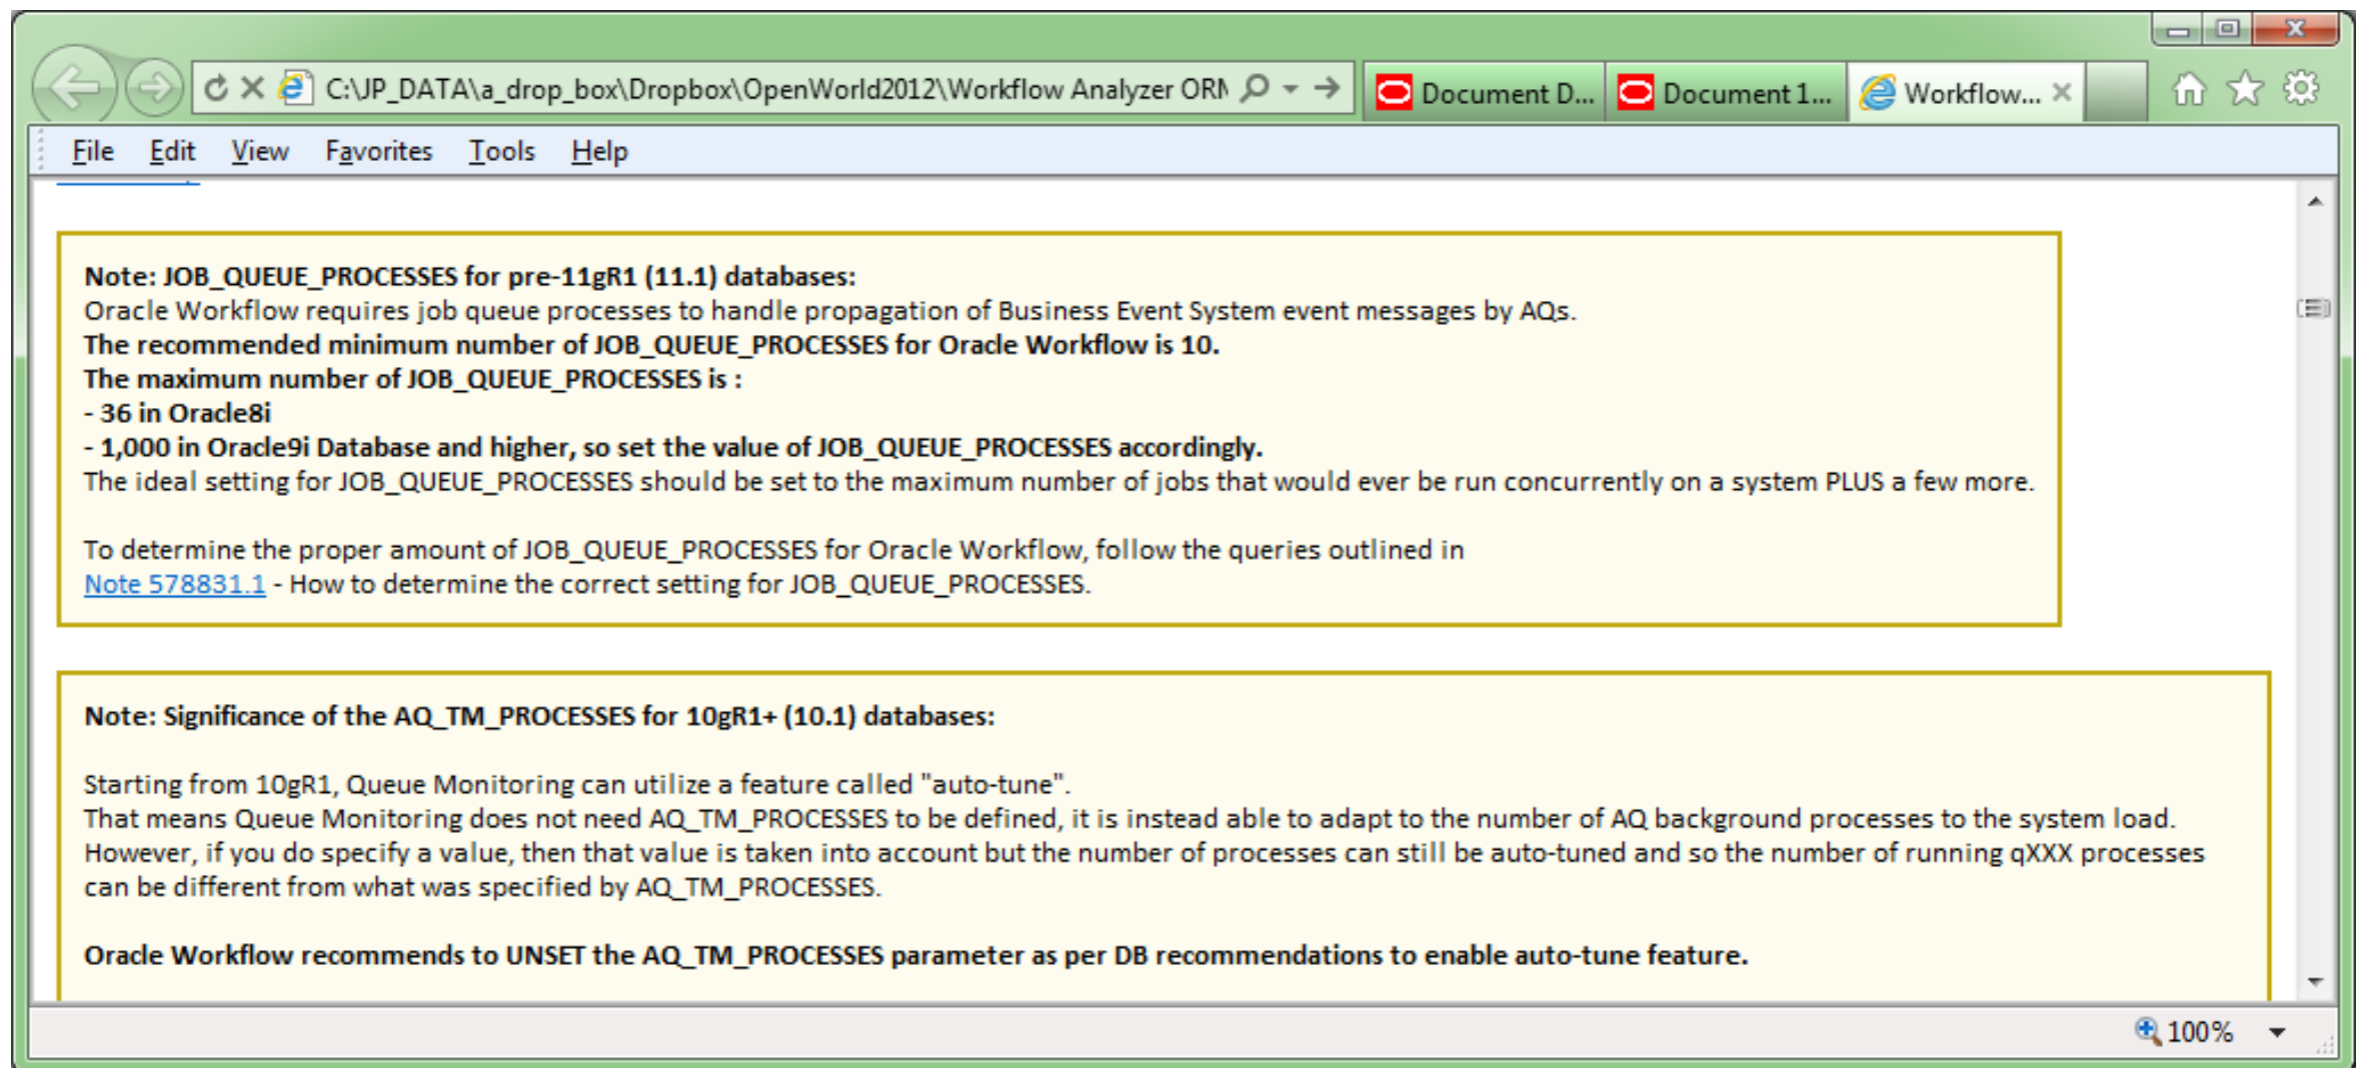 C:\JP_DATA\a_drop_box\Dropbox\OpenWorld2012\Workflow Analyzer ORM
Document D...
Document 1...
Workflow...
File Edit View Favorites Tools Help
Note: JOB_QUEUE_PROCESSES for pre-11gR1 (11.1) databases:
Oracle Workflow requires job queue processes to handle propagation of Business Event System event messages by AQs.
The recommended minimum number of JOB_QUEUE_PROCESSES for Oracle Workflow is 10.
The maximum number of JOB_QUEUE_PROCESSES is :
- 36 in Oracle8i
- 1,000 in Oracle9i Database and higher, so set the value of JOB_QUEUE_PROCESSES accordingly.
The ideal setting for JOB_QUEUE_PROCESSES should be set to the maximum number of jobs that would ever be run concurrently on a system PLUS a few more.
To determine the proper amount of JOB_QUEUE_PROCESSES for Oracle Workflow, follow the queries outlined in
Note 578831.1 - How to determine the correct setting for JOB_QUEUE_PROCESSES.
Note: Significance of the AQ_TM_PROCESSES for 10gR1+ (10.1) databases:
Starting from 10gR1, Queue Monitoring can utilize a feature called "auto-tune".
That means Queue Monitoring does not need AQ_TM_PROCESSES to be defined, it is instead able to adapt to the number of AQ background processes to the system load.
However, if you do specify a value, then that value is taken into account but the number of processes can still be auto-tuned and so the number of running qXXX processes
can be different from what was specified by AQ_TM_PROCESSES.
Oracle Workflow recommends to UNSET the AQ_TM_PROCESSES parameter as per DB recommendations to enable auto-tune feature.
100%